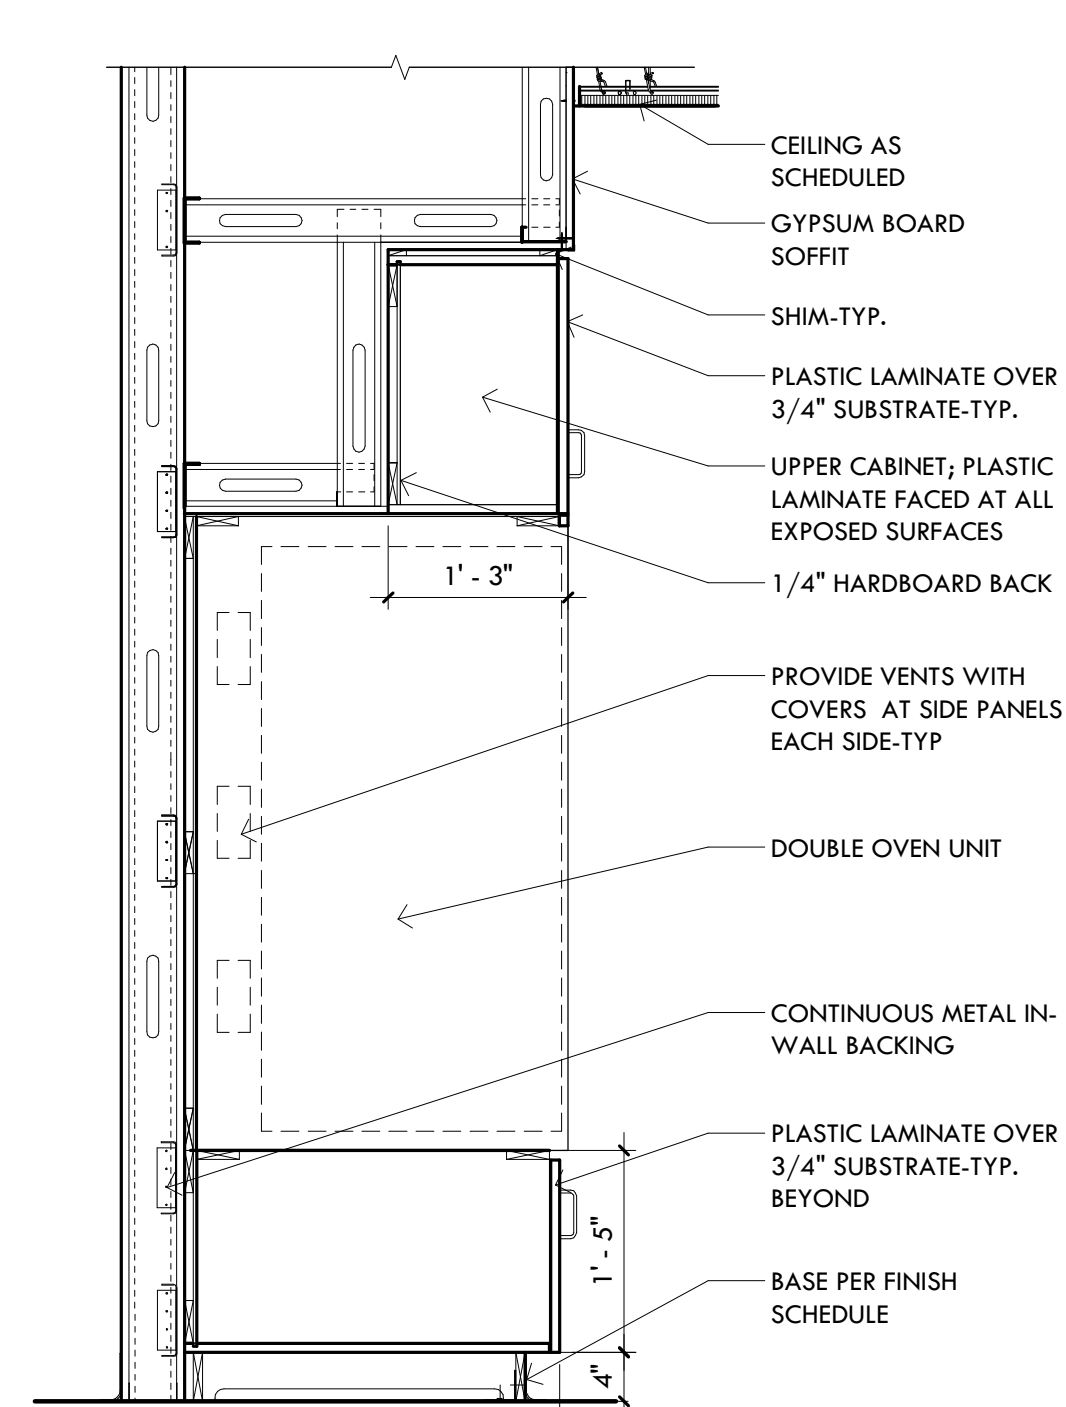 CEILING AS
SCHEDULED
GYPSUM BOARD
SOFFIT
SHIM-TYP.
PLASTIC LAMINATE OVER
3/4" SUBSTRATE-TYP.
UPPER CABINET; PLASTIC
LAMINATE FACED AT ALL
EXPOSED SURFACES
1' - 3"
1/4" HARDBOARD BACK
PROVIDE VENTS WITH
COVERS AT SIDE PANELS
EACH SIDE-TYP
DOUBLE OVEN UNIT
CONTINUOUS METAL IN-
WALL BACKING
PLASTIC LAMINATE OVER
3/4" SUBSTRATE-TYP.
BEYOND
1' - 5"
BASE PER FINISH
SCHEDULE
4"